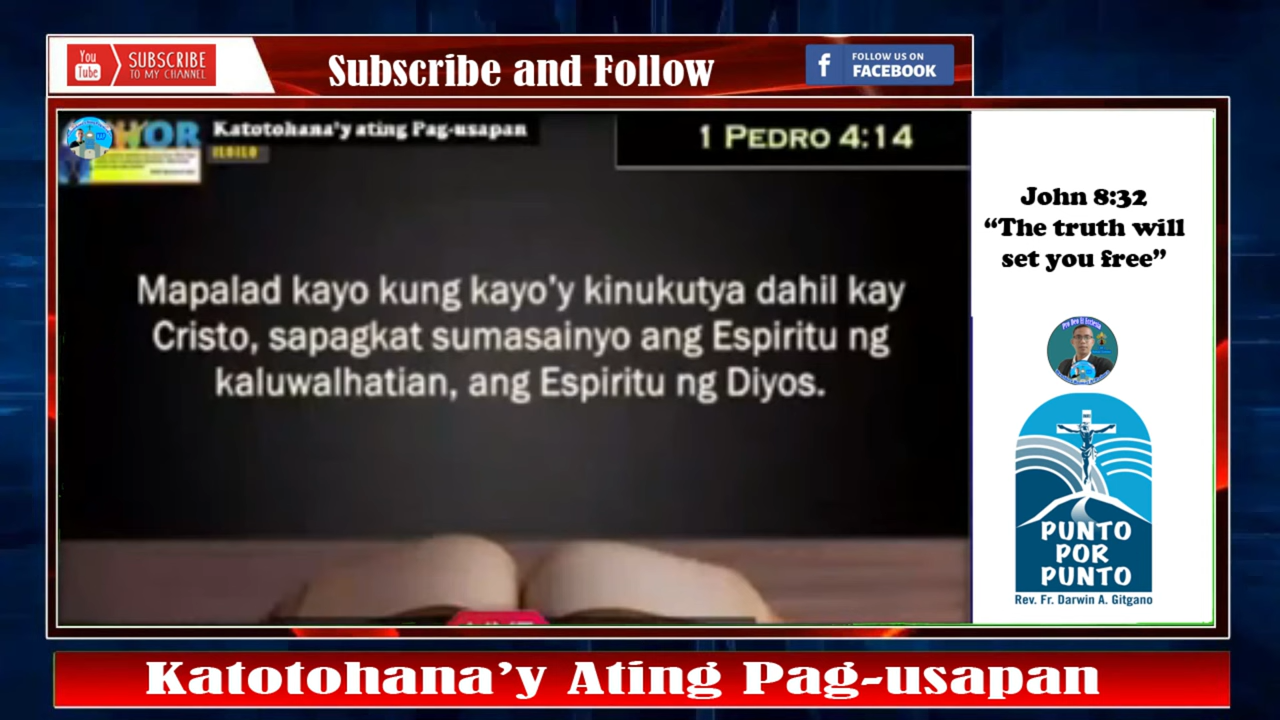 You
Tube
SUBSCRIBE
TO MY CHANNEL
Subscribe and Follow
f
FOLLOW US ON
FACEBOOK
Katotohana’y ating Pag-usapan
ILOILO
1 PEDRO 4:14
Mapalad kayo kung kayo’y kinukutya dahil kay
Cristo, sapagkat sumasainyo ang Espiritu ng
kaluwalhatian, ang Espiritu ng Diyos.
John 8:32
“The truth will
set you free”
PUNTO
POR
PUNTO
Rev. Fr. Darwin A. Gitgano
Katotohana’y Ating Pag-usapan